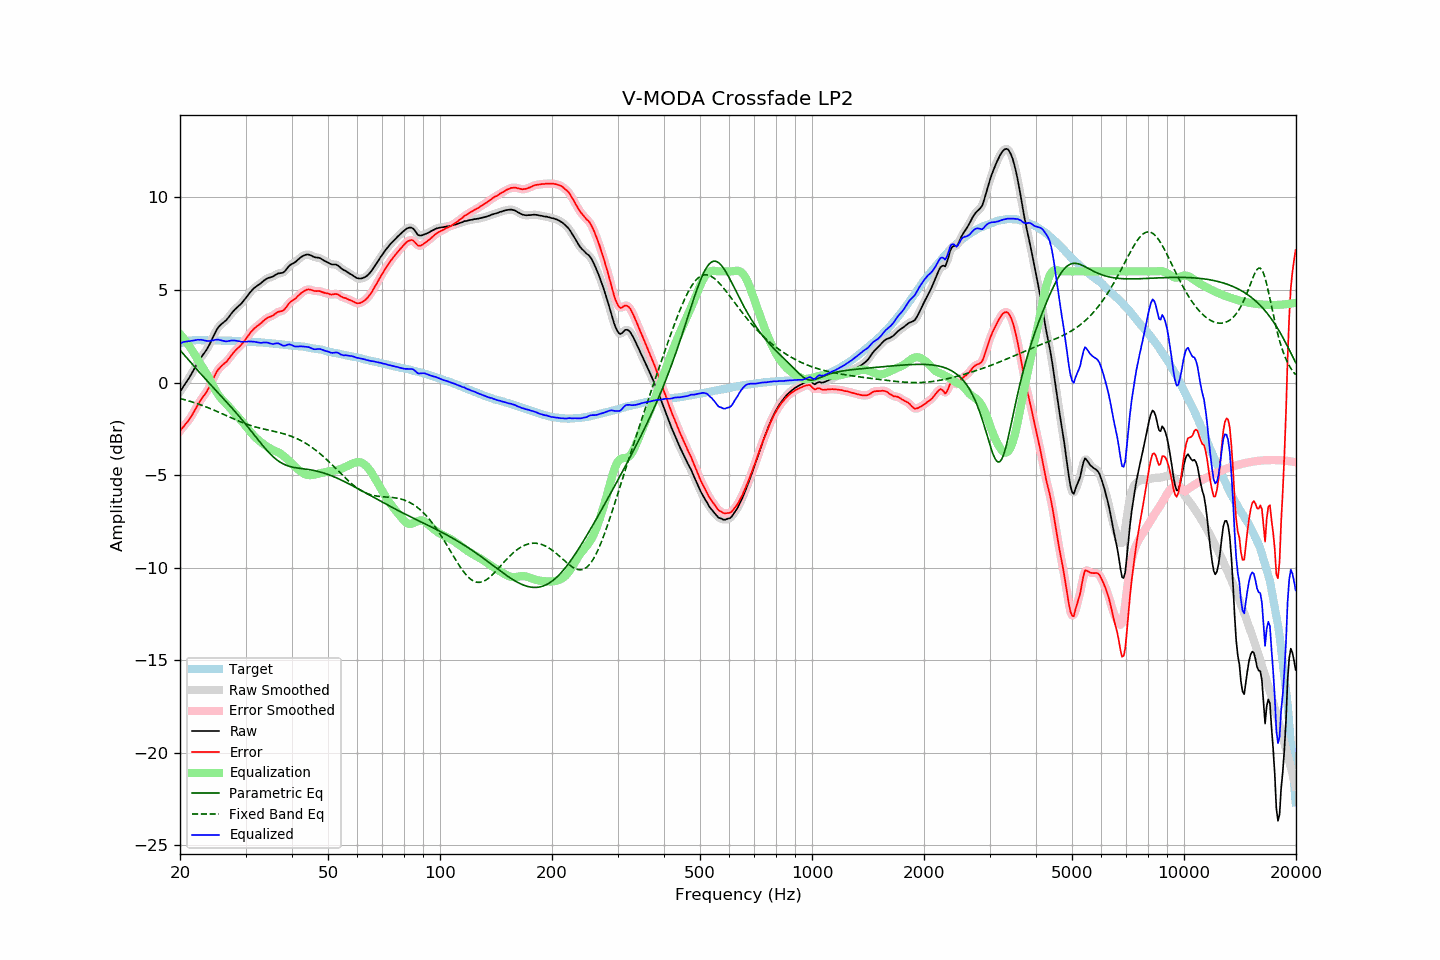 V-MODA Crossfade LP2
Amplitude (dBr)
10
5
0
−5
−10
−15
−20
−25
Target
Raw Smoothed
Error Smoothed
Raw
Error
Equalization
Parametric Eq
Fixed Band Eq
Equalized
20 50 100 200 500 1000 2000 5000 10000 20000
Frequency (Hz)